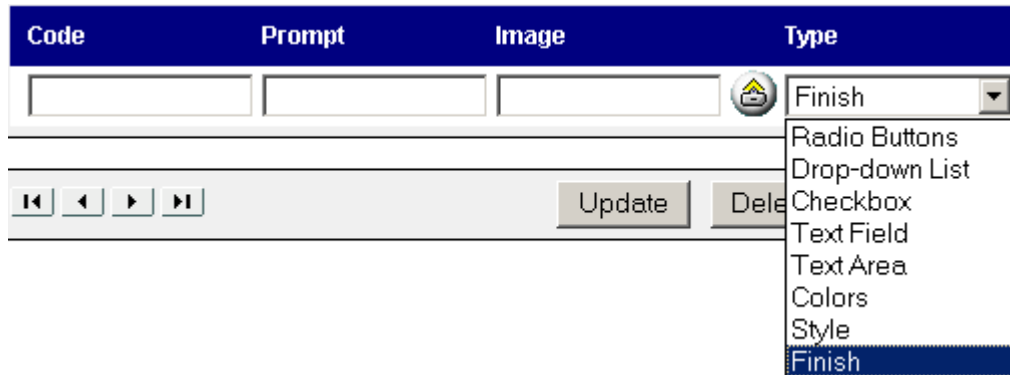 Code Prompt Image Type
Finish
Radio Buttons
Drop-down List
Checkbox
Text Field
Text Area
Colors
Style
Finish
Update Dele